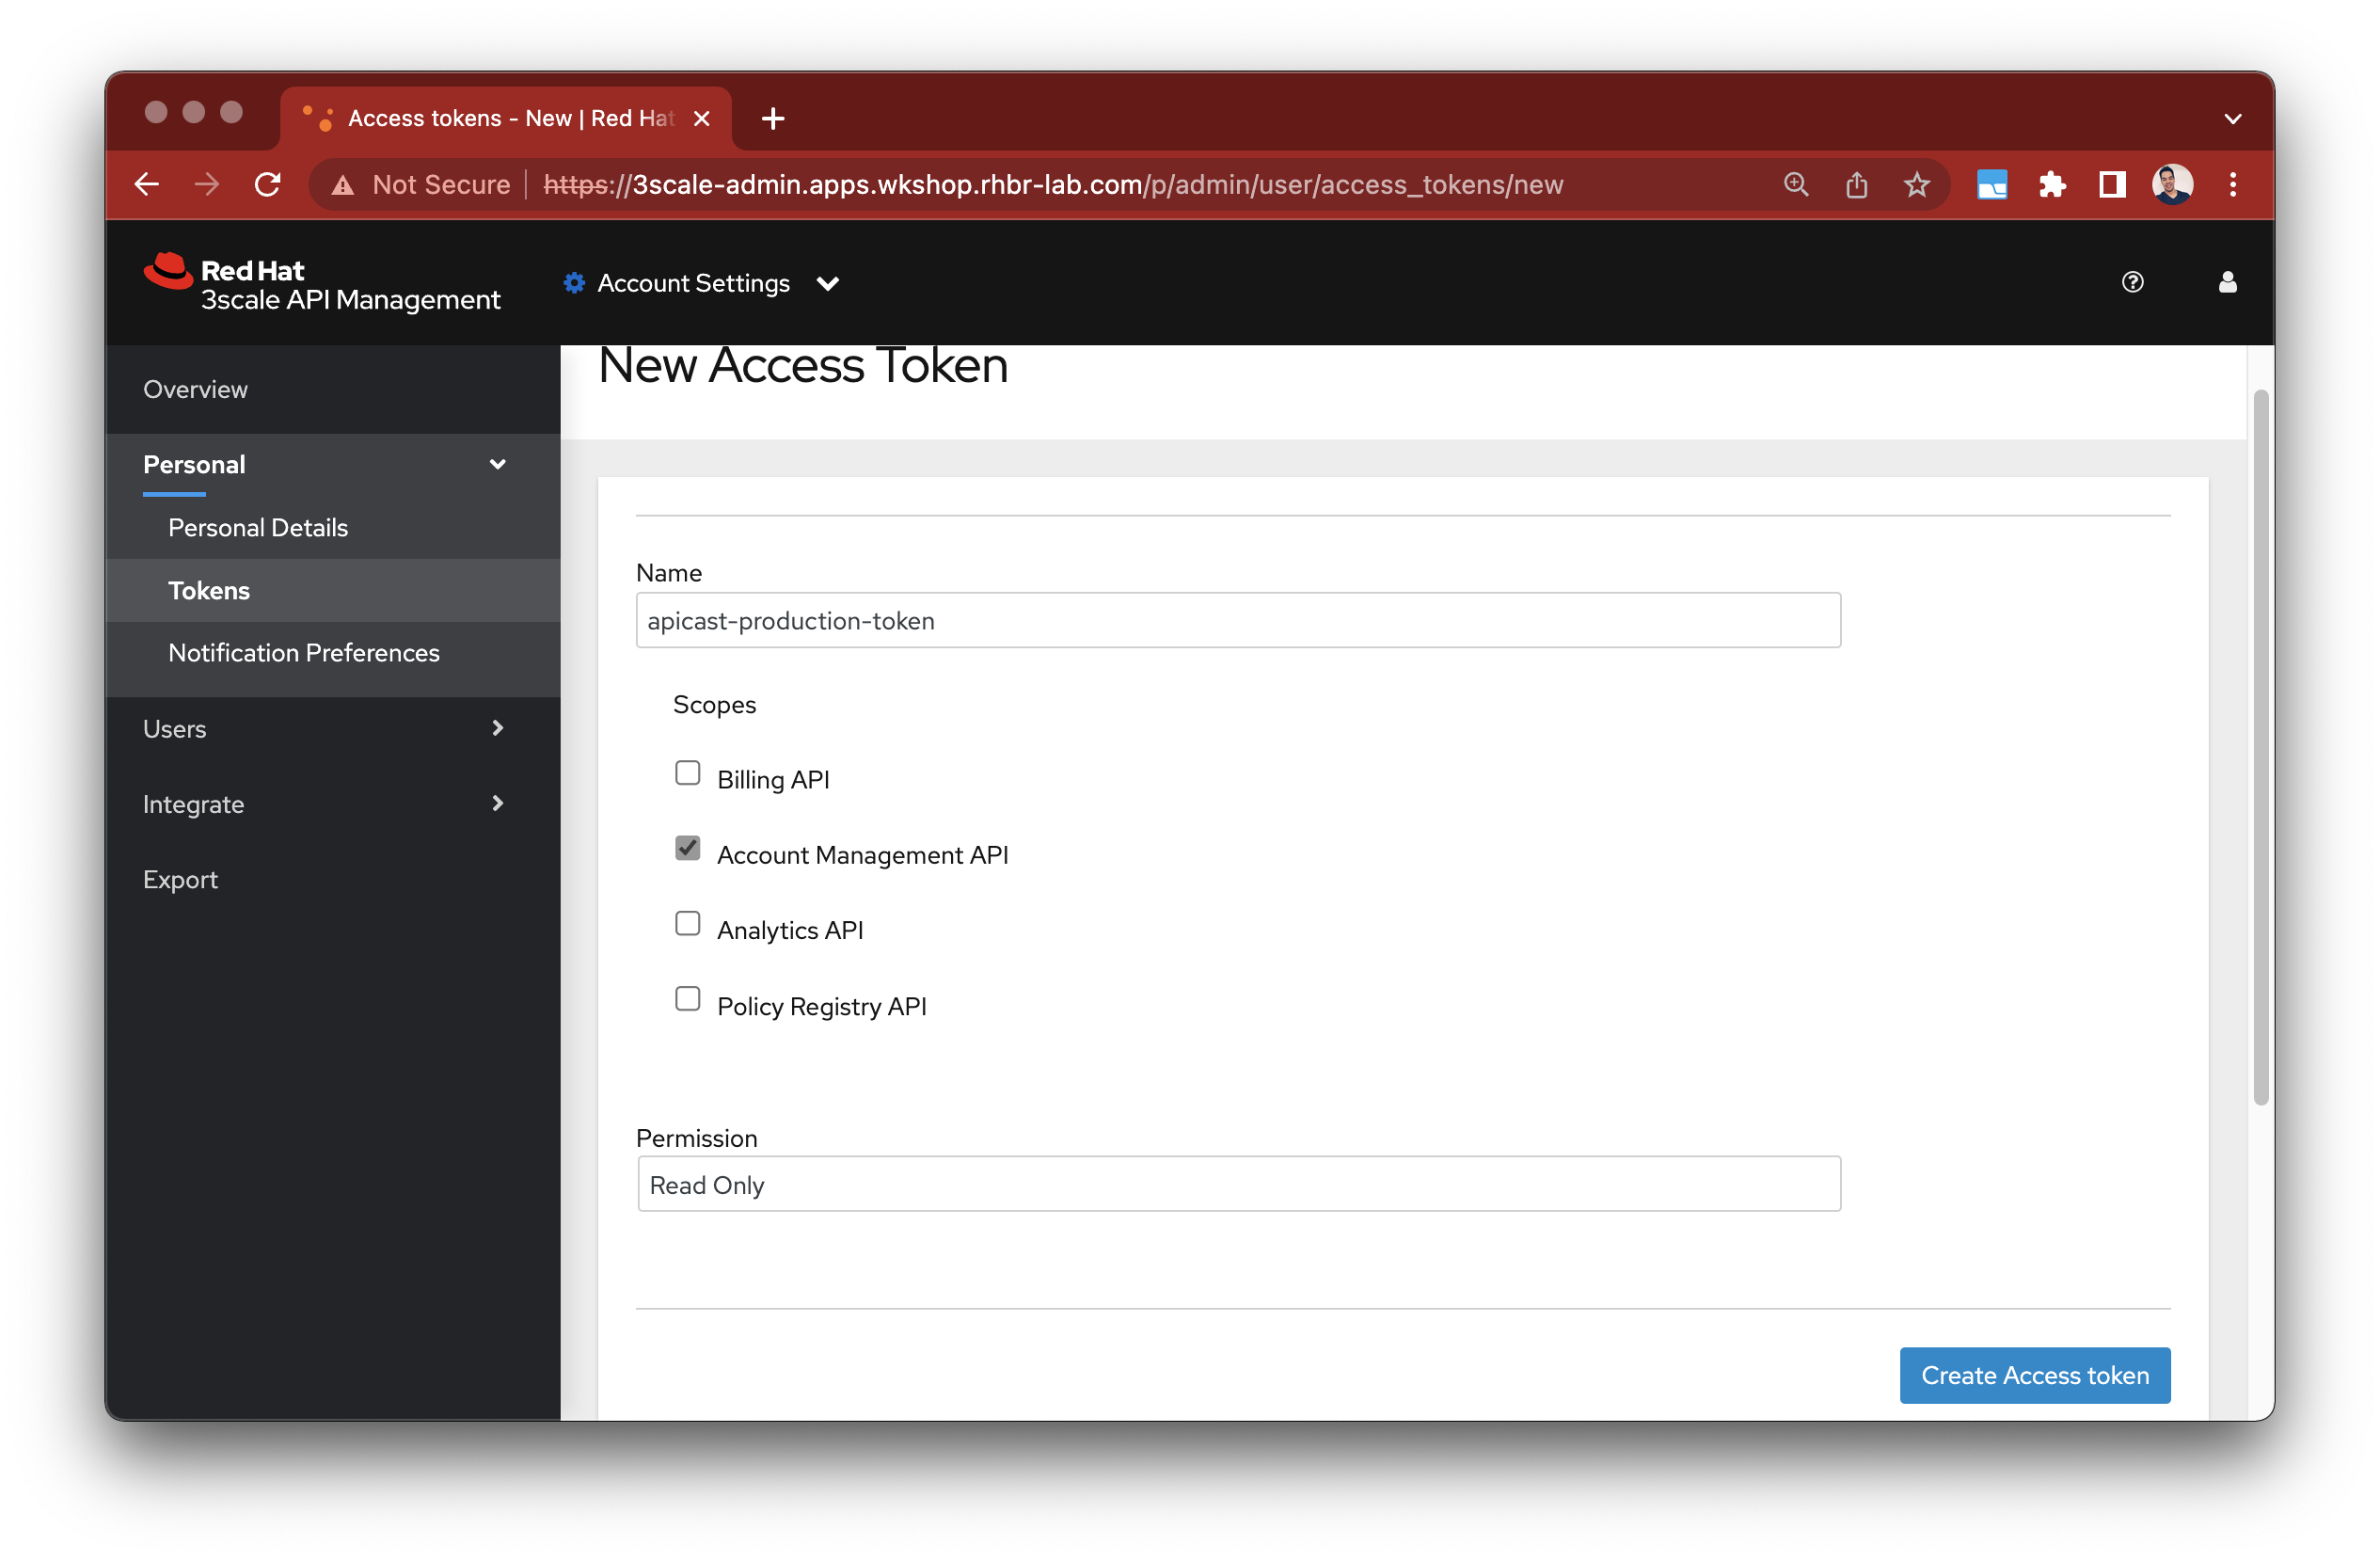 Access tokens - New | Red Hat
Not Secure | https://3scale-admin.apps.wkshop.rhbr-lab.com/p/admin/user/access_tokens/new
Red Hat
3scale API Management
Account Settings
New Access Token
Overview
Personal
Personal Details
Tokens
Notification Preferences
Users
Integrate
Export
Name
apicast-production-token
Scopes
Billing API
Account Management API
Analytics API
Policy Registry API
Permission
Read Only
Create Access token